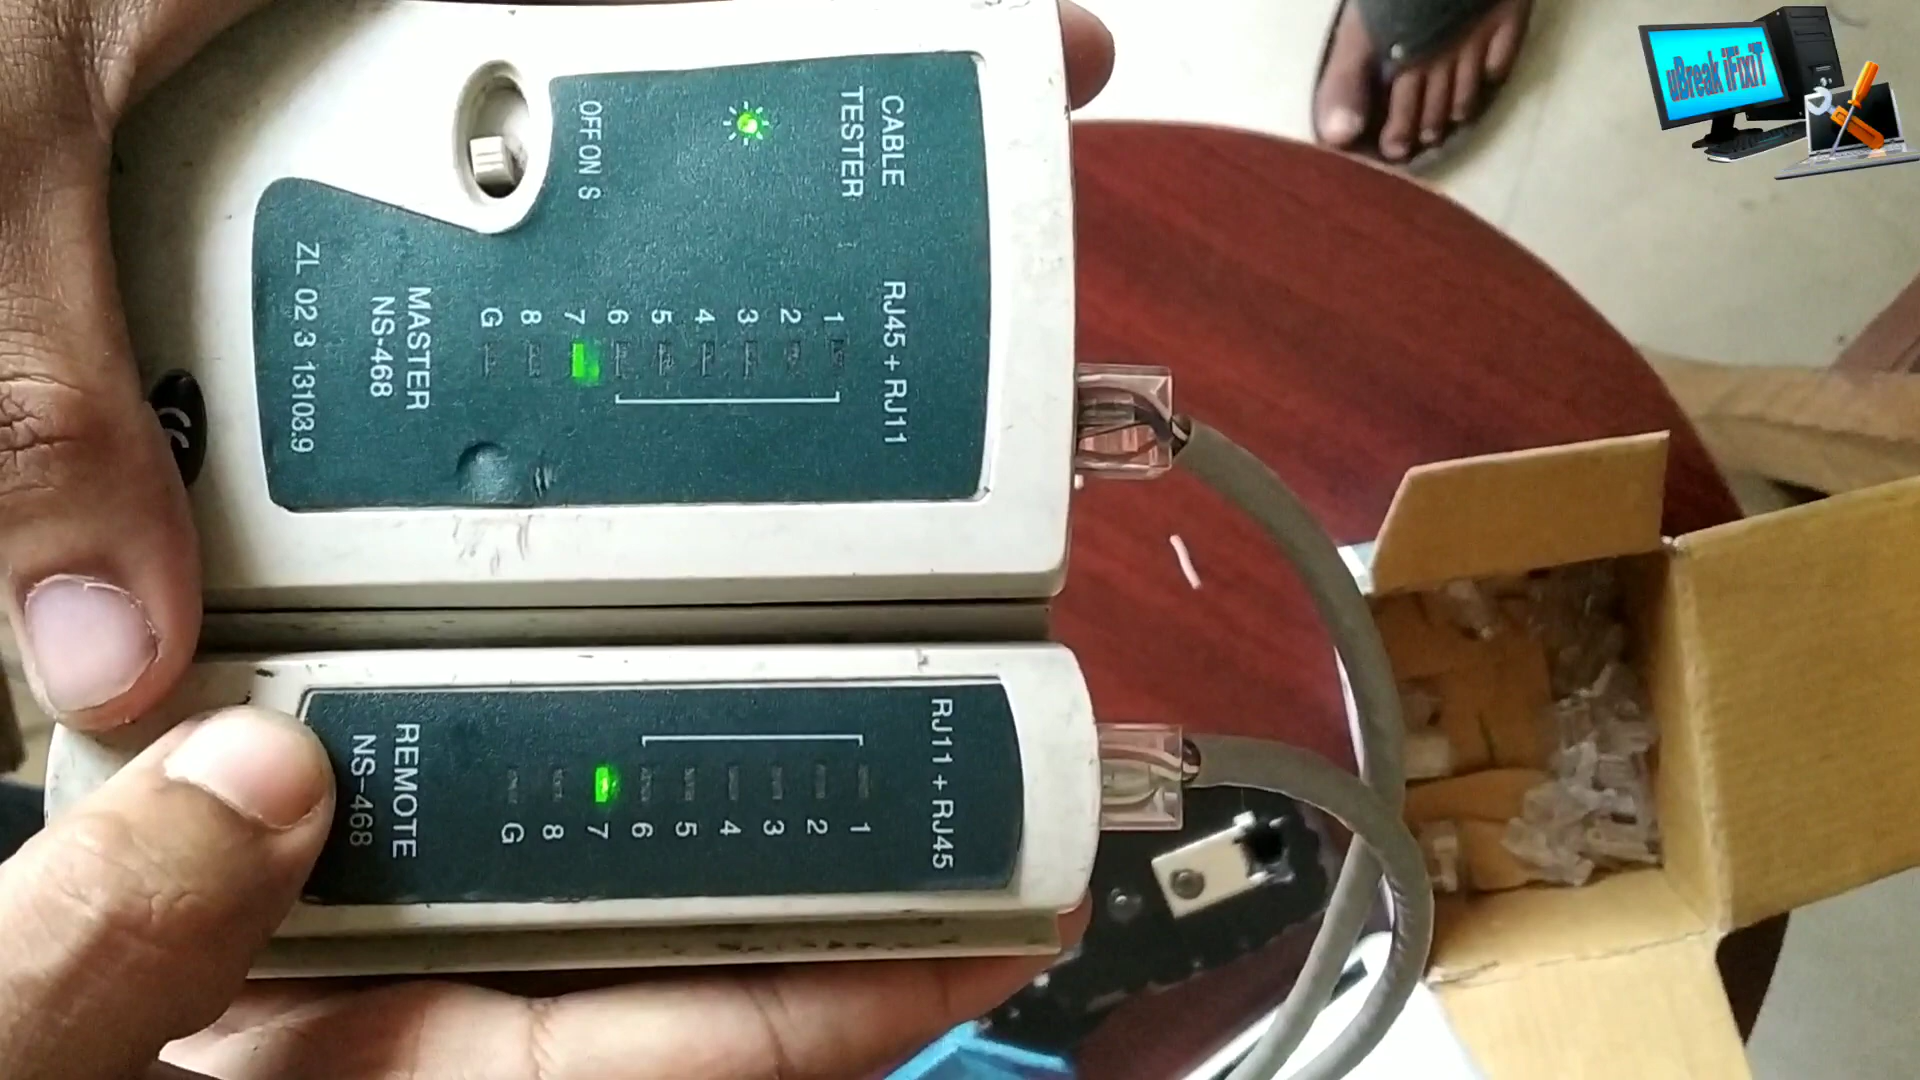 uBreak iFixiT
CABLE
TESTER
OFF ON S
RJ45 + RJ11
1 2 3 4 5 6 7 8 G
MASTER
NS-468
ZL 02 3 13103.9
CE
RJ11 + RJ45
1 2 3 4 5 6 7 8 G
REMOTE
NS-468